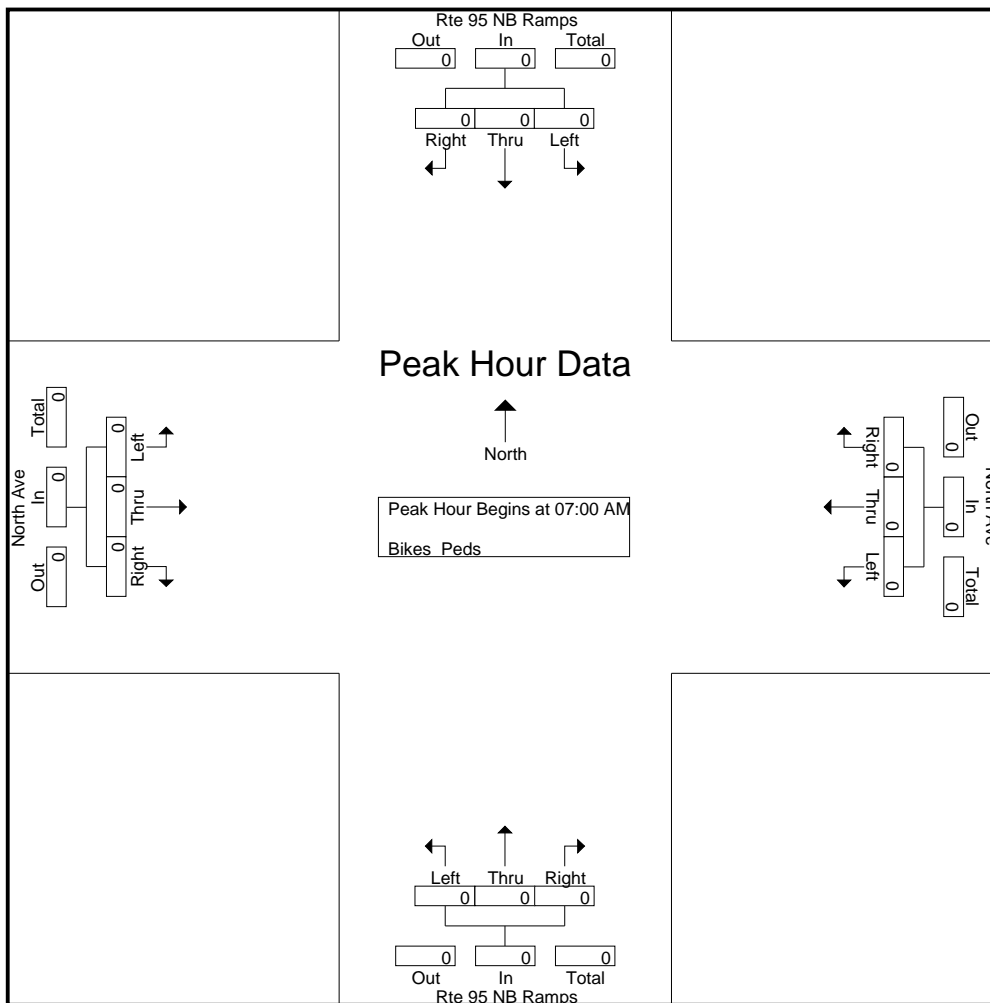 Rte 95 NB Ramps
Out In Total
0 0 0
0 0 0
Right Thru Left
Peak Hour Data
North
Peak Hour Begins at 07:00 AM
Bikes Peds
North Ave
Total In Out
0 0 0
0 0 0
Left Thru Right
Right Thru Left
0 0 0
0 0 0
Out In Total
North Ave
Left Thru Right
0 0 0
0 0 0
Out In Total
Rte 95 NB Ramps